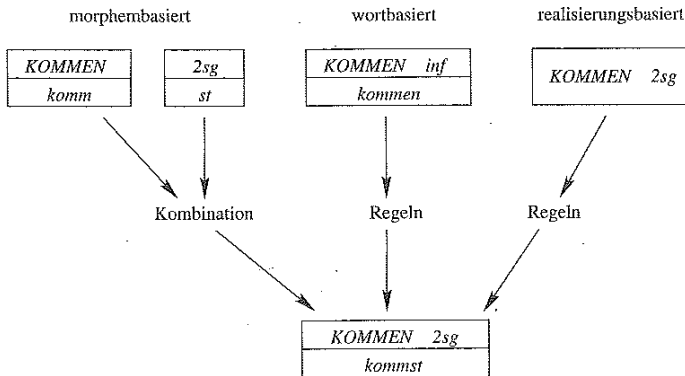 morphembasiert wortbasiert realisierungsbasiert
KOMMEN 2sg KOMMEN inf KOMMEN 2sg
komm st kommen
Kombination Regeln Regeln
KOMMEN 2sg
kommst